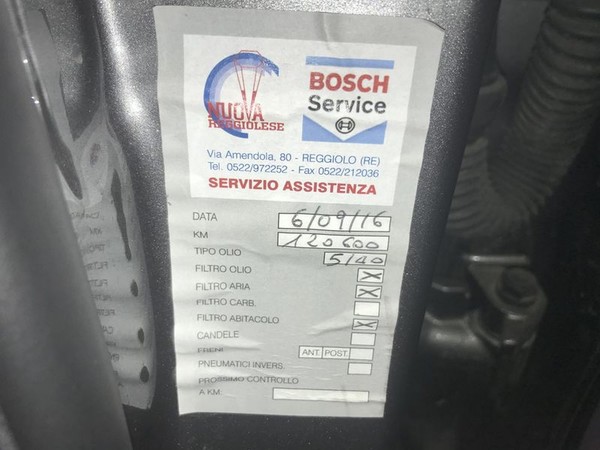 NUOVA
REGGIOLESE
BOSCH
Service
BOSCH
Via Amendola, 80 - REGGIOLO (RE)
Tel. 0522/972252 - Fax 0522/212036
SERVIZIO ASSISTENZA
DATA 6/09/16
KM 120600
TIPO OLIO 5/40
FILTRO OLIO X
FILTRO ARIA X
FILTRO CARB.
FILTRO ABITACOLO X
CANDELE
FRENI ANT. POST.
PNEUMATICI INVERS.
PROSSIMO CONTROLLO
A KM.